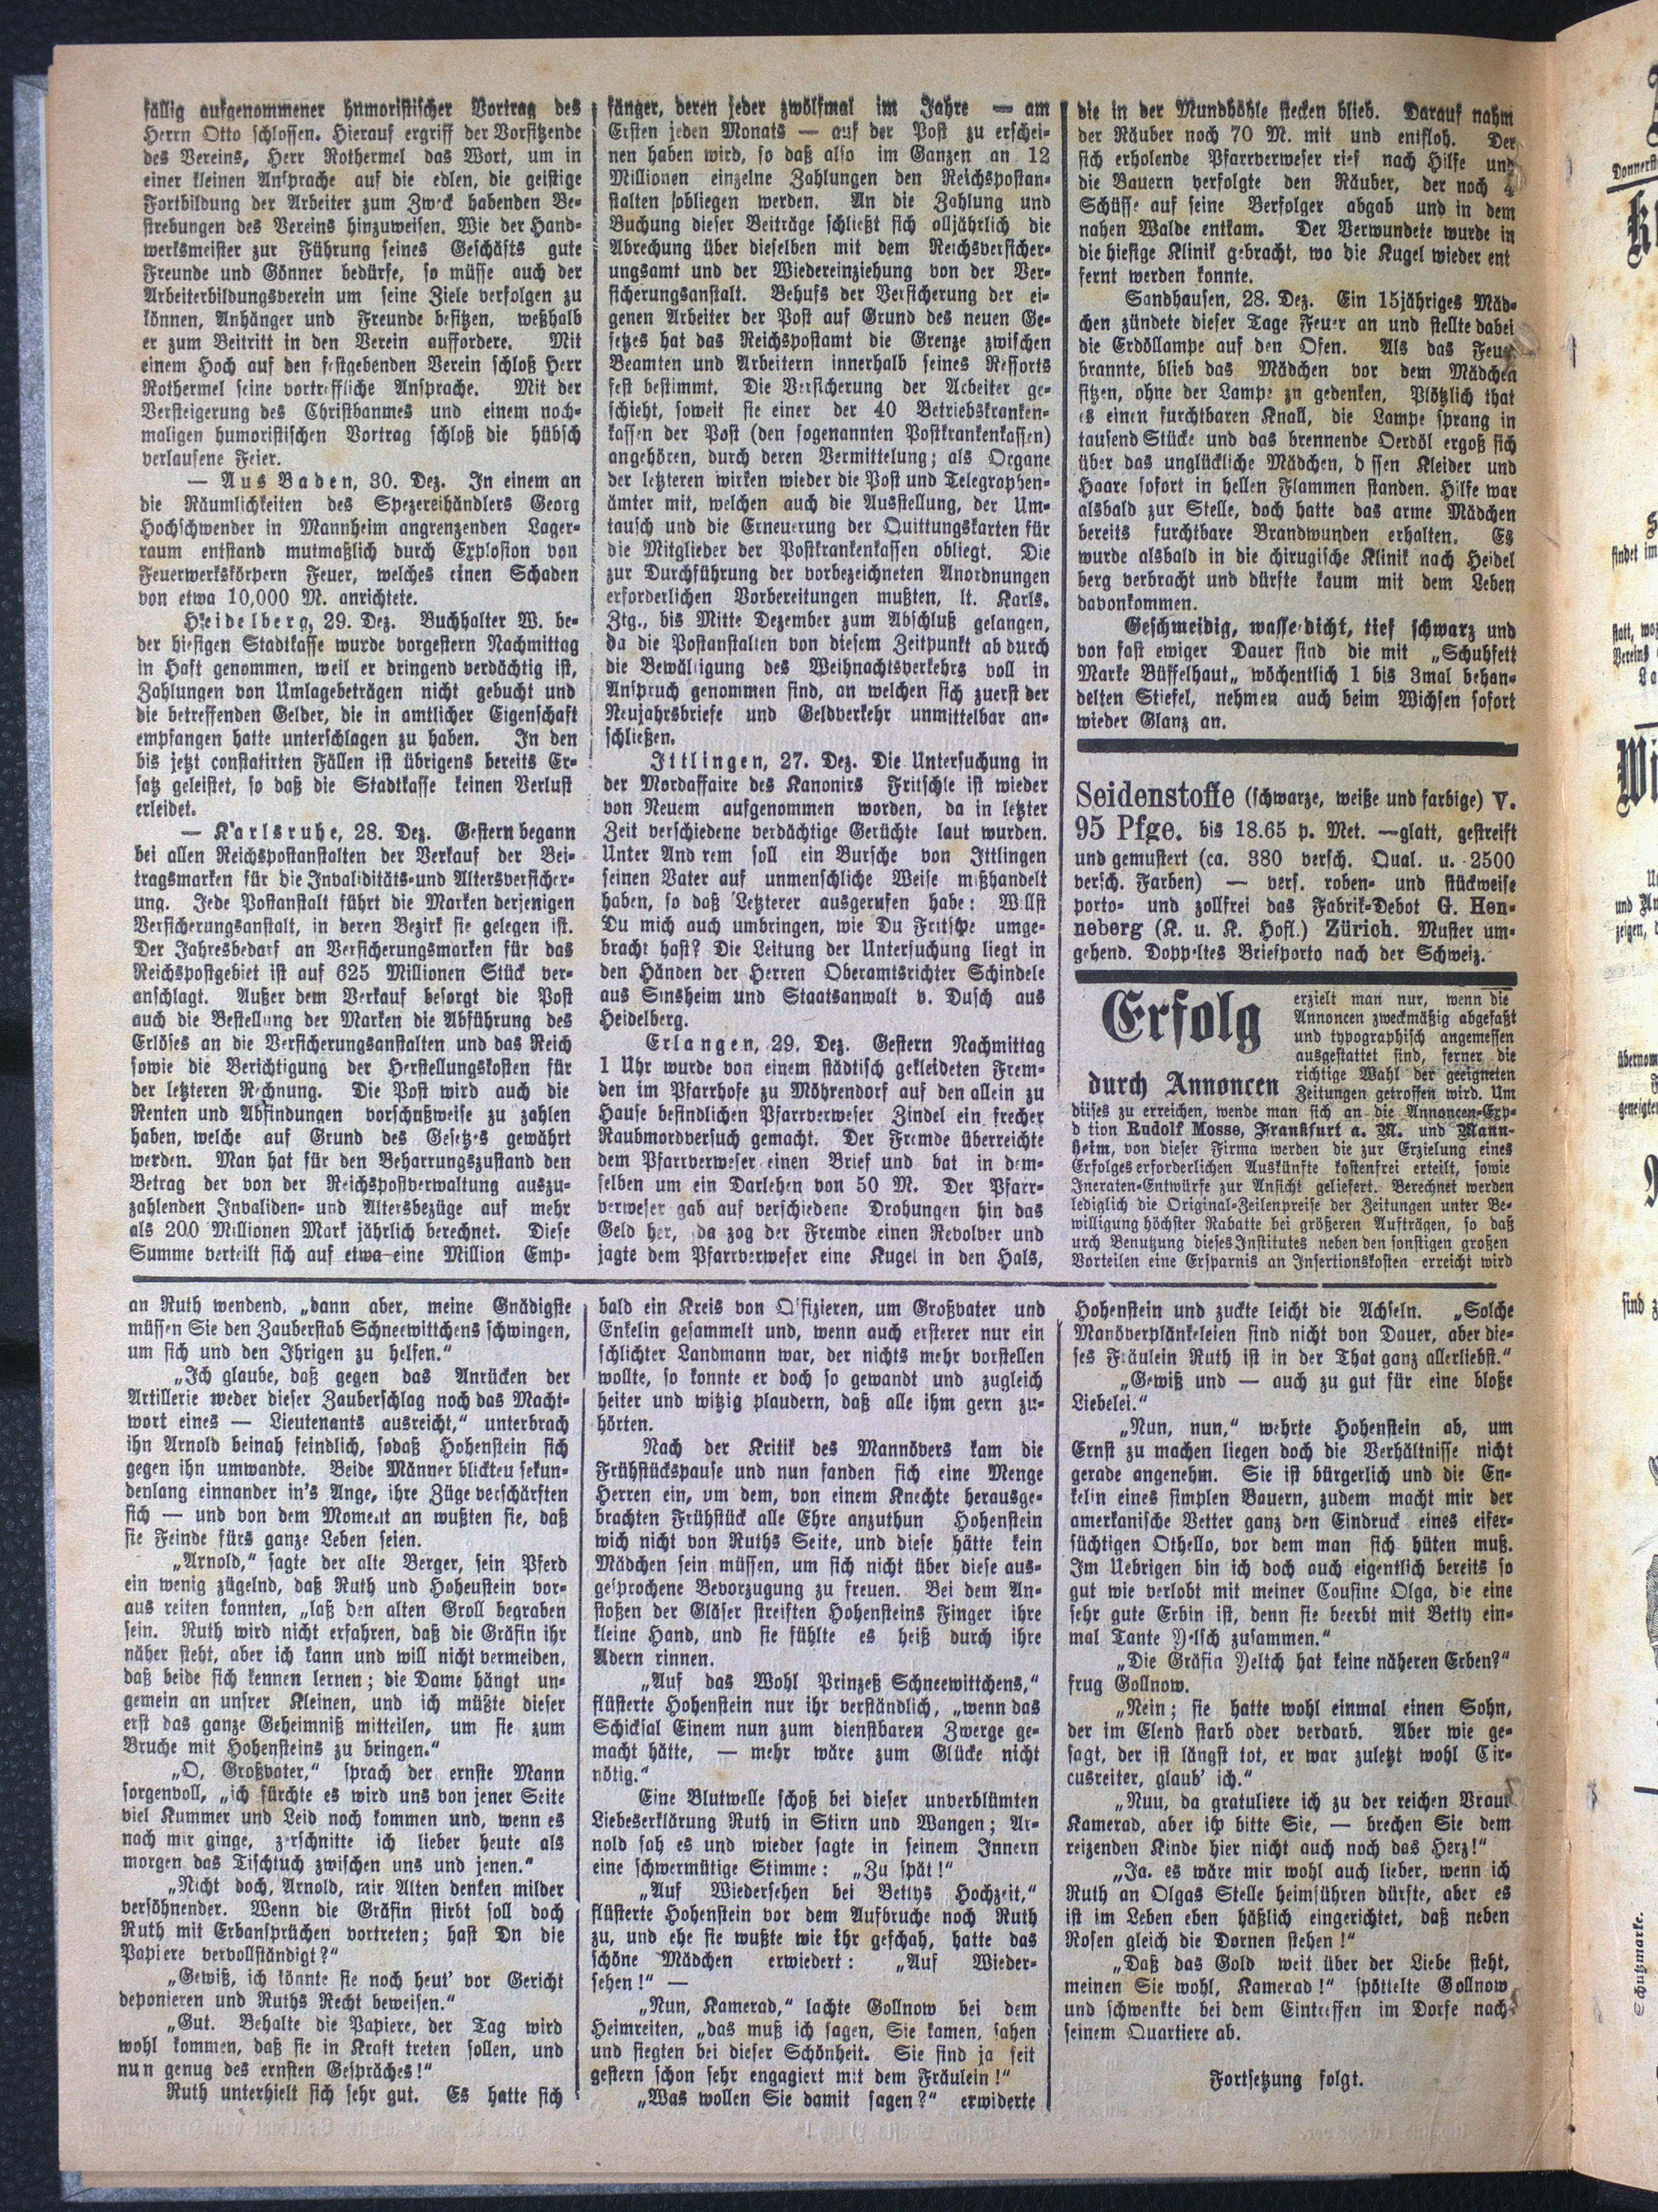 fällig aufgenommener humoristischer Vortrag des
Herrn Otto schlossen. Hierauf ergriff der Vorsitzende
des Vereins, Herr Rothermel das Wort, um in
einer kleinen Ansprache auf die edlen, die geistige
Fortbildung der Arbeiter zum Zweck habenden Be-
strebungen des Vereins hinzuweisen. Wie der Hand-
werksmeister zur Führung seines Geschäfts gute
Freunde und Gönner bedürfe, so müsse auch der
Arbeiterbildungsverein um seine Ziele verfolgen zu
können, Anhänger und Freunde besitzen, weßhalb
er zum Beitritt in den Verein auffordere. Mit
einem Hoch auf den festgebenden Verein schloß Herr
Rothermel seine vortreffliche Ansprache. Mit der
Versteigerung des Christbanmes und einem noch-
maligen humoristischen Vortrag schloß die hübsch
verlaufene Feier.
— Aus Baden, 30. Dez. In einem an
die Räumlichkeiten des Spezereihändlers Georg
Hochschwender in Mannheim angrenzenden Lager-
raum entstand mutmaßlich durch Explosion von
Feuerwerkskörpern Feuer, welches einen Schaden
von etwa 10,000 M. anrichtete.
Heidelberg, 29. Dez. Buchhalter W. be-
der hiesigen Stadtkasse wurde vorgestern Nachmittag
in Haft genommen, weil er dringend verdächtig ist,
Zahlungen von Umlagebeträgen nicht gebucht und
die betreffenden Gelder, die in amtlicher Eigenschaft
empfangen hatte unterschlagen zu haben. In den
bis jetzt constatirten Fällen ist übrigens bereits Er-
satz geleistet, so daß die Stadtkasse keinen Verlust
erleidet.
— Karlsruhe, 28. Dez. Gestern begann
bei allen Reichspostanstalten der Verkauf der Bei-
tragsmarken für die Invaliditäts-und Altersversicher-
ung. Jede Postanstalt führt die Marken derjenigen
Versicherungsanstalt, in deren Bezirk sie gelegen ist.
Der Jahresbedarf an Versicherungsmarken für das
Reichspostgebiet ist auf 625 Millionen Stück ver-
anschlagt. Außer dem Verkauf besorgt die Post
auch die Bestellung der Marken die Abführung des
Erlöses an die Versicherungsanstalten und das Reich
sowie die Berichtigung der Herstellungskosten für
der letzteren Rechnung. Die Post wird auch die
Renten und Abfindungen vorschußweise zu zahlen
haben, welche auf Grund des Gesetzes gewährt
werden. Man hat für den Beharrungszustand den
Betrag der von der Reichspostverwaltung auszu-
zahlenden Invaliden- und Altersbezüge auf mehr
als 200 Millionen Mark jährlich berechnet. Diese
Summe verteilt sich auf etwa eine Million Emp-
fänger, deren jeder zwölfmal im Jahre — am
Ersten jeden Monats — auf der Post zu erschei-
nen haben wird, so daß also im Ganzen an 12
Millionen einzelne Zahlungen den Reichspostan-
stalten jobliegen werden. An die Zahlung und
Buchung dieser Beiträge schließt sich alljährlich die
Abrechung über dieselben mit dem Reichsversicher-
ungsamt und der Wiedereinziehung von der Ver-
sicherungsanstalt. Behufs der Versicherung der ei-
genen Arbeiter der Post auf Grund des neuen Ge-
setzes hat das Reichspostamt die Grenze zwischen
Beamten und Arbeitern innerhalb seines Ressorts
fest bestimmt. Die Versicherung der Arbeiter ge-
schieht, soweit sie einer der 40 Betriebskranken-
kassen der Post (den sogenannten Postkrankenkassen)
angehören, durch deren Vermittelung; als Organe
der letzteren wirken wieder die Post und Telegraphen-
ämter mit, welchen auch die Ausstellung, der Um-
tausch und die Erneuerung der Quittungskarten für
die Mitglieder der Postkrankenkassen obliegt. Die
zur Durchführung der vorbezeichneten Anordnungen
erforderlichen Vorbereitungen mußten, lt. Karls.
Ztg., bis Mitte Dezember zum Abschluß gelangen,
da die Postanstalten von diesem Zeitpunkt ab durch
die Bewältigung des Weihnachtsverkehrs voll in
Anspruch genommen sind, an welchen sich zuerst der
Neujahrsbriefe und Geldverkehr unmittelbar an-
schließen.
Ittlingen, 27. Dez. Die Untersuchung in
der Mordaffaire des Kanonirs Fritschle ist wieder
von Neuem aufgenommen worden, da in letzter
Zeit verschiedene verdächtige Gerüchte laut wurden.
Unter And rem soll ein Bursche von Ittlingen
seinen Vater auf unmenschliche Weise mißhandelt
haben, so daß Letzterer ausgerufen habe: Willst
Du mich auch umbringen, wie Du Fritsche umge-
bracht hast? Die Leitung der Untersuchung liegt in
den Händen der Herren Oberamtsrichter Schindele
aus Sinsheim und Staatsanwalt v. Dusch aus
Heidelberg.
Erlangen, 29. Dez. Gestern Nachmittag
1 Uhr wurde von einem städtisch gekleideten Frem-
den im Pfarrhofe zu Möhrendorf auf den allein zu
Hause befindlichen Pfarrverweser Zindel ein frecher
Raubmordversuch gemacht. Der Fremde überreichte
dem Pfarrverweser einen Brief und bat in dem-
selben um ein Darlehen von 50 M. Der Pfarr-
verweser gab auf verschiedene Drohungen hin das
Geld her, da zog der Fremde einen Revolver und
jagte dem Pfarrverweser eine Kugel in den Hals,
die in der Mundhöhle stecken blieb. Darauf nahm
der Räuber noch 70 M. mit und entfloh. Der
sich erholende Pfarrverweser rief nach Hilfe und
die Bauern verfolgte den Räuber, der noch 4
Schüsse auf seine Verfolger abgab und in dem
nahen Walde entkam. Der Verwundete wurde in
die hiesige Klinik gebracht, wo die Kugel wieder ent
fernt werden konnte.
Sandhausen, 28. Dez. Ein 15jähriges Mäd-
chen zündete dieser Tage Feuer an und stellte dabei
die Erdöllampe auf den Ofen. Als das Feuer
brannte, blieb das Mädchen vor dem Mädchen
sitzen, ohne der Lampe zn gedenken, Plötzlich that
es einen furchtbaren Knall, die Lampe sprang in
tausend Stücke und das brennende Oerdöl ergoß sich
über das unglückliche Mädchen, d ssen Kleider und
Haare sofort in hellen Flammen standen. Hilfe war
alsbald zur Stelle, doch hatte das arme Mädchen
bereits furchtbare Brandwunden erhalten. Es
wurde alsbald in die chirugische Klinik nach Heidel
berg verbracht und dürfte kaum mit dem Leben
davonkommen.
Geschmeidig, wasserdicht, tief schwarz und
von fast ewiger Dauer sind die mit „Schuhfett
Marke Büffelhaut„ wöchentlich 1 bis 3mal behan-
delten Stiefel, nehmen auch beim Wichsen sofort
wieder Glanz an.
Seidenstoffe (schwarze, weiße und farbige) v.
95 Pfge. bis 18.65 p. Met. —glatt, gestreift
und gemustert (ca. 380 versch. Qual. u. 2500
versch. Farben) — vers. roben- und stückweise
porto- und zollfrei das Fabrik-Debot G. Hen-
neberg (K. u. K. Hofl.) Zürich. Muster um-
gehend. Doppeltes Briefporto nach der Schweiz.
Erfolg
durch Annoncen
erzielt man nur, wenn die
Annoncen zweckmäßig abgefaßt
und typographisch angemessen
ausgestattet sind, ferner die
richtige Wahl der geeigneten
Zeitungen getroffen wird. Um
diises zu erreichen, wende man sich an die Annoncen-Exp-
d tion Rudolf Mosse, Frankfurt a. M. und Mann-
heim, von dieser Firma werden die zur Erzielung eines
Erfolges erforderlichen Auskünfte kostenfrei erteilt, sowie
Ineraten-Entwürfe zur Ansicht geliefert. Berechnet werden
lediglich die Original-Zeilenpreise der Zeitungen unter Be-
willigung höchster Rabatte bei größeren Aufträgen, so daß
urch Benutzung dieses Institutes neben den sonstigen großen
Vorteilen eine Ersparnis an Insertionskosten erreicht wird
an Ruth wendend, „dann aber, meine Gnädigste
müssen Sie den Zauberstab Schneewittchens schwingen,
um sich und den Ihrigen zu helfen.“
„Ich glaube, daß gegen das Anrücken der
Artillerie weder dieser Zauberschlag noch das Macht-
wort eines — Lieutenants ausreicht,“ unterbrach
ihn Arnold beinah feindlich, sodaß Hohenstein sich
gegen ihn umwandte. Beide Männer blickteu sekun-
denlang einnander in's Ange, ihre Züge verschärften
sich — und von dem Moment an wußten sie, daß
sie Feinde fürs ganze Leben seien.
„Arnold,“ sagte der alte Berger, sein Pferd
ein wenig zügelnd, daß Ruth und Hoheustein vor-
aus reiten konnten, „laß den alten Groll begraben
sein. Ruth wird nicht erfahren, daß die Gräfin ihr
näher steht, aber ich kann und will nicht vermeiden,
daß beide sich kennen lernen; die Dame hängt un-
gemein an unsrer Kleinen, und ich müßte dieser
erst das ganze Geheimniß mitteilen, um sie zum
Bruche mit Hohensteins zu bringen.“
„O, Großvater,“ sprach der ernste Mann
sorgenvoll, „ich fürchte es wird uns von jener Seite
viel Kummer und Leid noch kommen und, wenn es
nach mir ginge, zerschnitte ich lieber heute als
morgen das Tischtuch zwischen uns und jenen.“
„Nicht doch, Arnold, mir Alten denken milder
versöhnender. Wenn die Gräfin stirbt soll doch
Ruth mit Erbansprüchen vortreten; hast Dn die
Papiere vervollständigt?“
„Gewiß, ich könnte sie noch heut' vor Gericht
deponieren und Ruths Recht beweisen.“
„Gut. Behalte die Papiere, der Tag wird
wohl kommen, daß sie in Kraft treten sollen, und
nun genug des ernsten Gespräches!“
Ruth unterhielt sich sehr gut. Es hatte sich
bald ein Kreis von Offizieren, um Großvater und
Enkelin gesammelt und, wenn auch ersterer nur ein
schlichter Landmann war, der nichts mehr vorstellen
wollte, so konnte er doch so gewandt und zugleich
heiter und witzig plaudern, daß alle ihm gern zu-
hörten.
Nach der Kritik des Mannövers kam die
Frühstückspause und nun fanden sich eine Menge
Herren ein, um dem, von einem Knechte herausge-
brachten Frühstück alle Ehre anzuthun Hohenstein
wich nicht von Ruths Seite, und diese hätte kein
Mädchen sein müssen, um sich nicht über diese aus-
gesprochene Bevorzugung zu freuen. Bei dem An-
stoßen der Gläser streiften Hohensteins Finger ihre
kleine Hand, und sie fühlte es heiß durch ihre
Adern rinnen.
„Auf das Wohl Prinzeß Schneewittchens,“
flüsterte Hohenstein nur ihr verständlich, „wenn das
Schicksal Einem nun zum dienstbaren Zwerge ge-
macht hätte, — mehr wäre zum Glücke nicht
nötig.“
Eine Blutwelle schoß bei dieser unverblümten
Liebeserklärung Ruth in Stirn und Wangen; Ar-
nold sah es und wieder sagte in seinem Innern
eine schwermütige Stimme: „Zu spät!“
„Auf Wiedersehen bei Bettys Hochzeit,“
flüsterte Hohenstein vor dem Aufbruche noch Ruth
zu, und ehe sie wußte wie ihr geschah, hatte das
schöne Mädchen erwiedert: „Auf Wieder-
sehen!“ —
„Nun, Kamerad,“ lachte Gollnow bei dem
Heimreiten, „das muß ich sagen, Sie kamen, sahen
und siegten bei dieser Schönheit. Sie sind ja seit
gestern schon sehr engagiert mit dem Fräulein!“
„Was wollen Sie damit sagen?“ erwiderte
Hohenstein und zuckte leicht die Achseln. „Solche
Manöverplänkeleien sind nicht von Dauer, aber die-
ses Fräulein Ruth ist in der That ganz allerliebst.“
„Gewiß und — auch zu gut für eine bloße
Liebelei.“
„Nun, nun,“ wehrte Hohenstein ab, um
Ernst zu machen liegen doch die Verhältnisse nicht
gerade angenehm. Sie ist bürgerlich und die En-
kelin eines simplen Bauern, zudem macht mir der
amerkanische Vetter ganz den Eindruck eines eifer-
süchtigen Othello, vor dem man sich hüten muß.
Im Uebrigen bin ich doch auch eigentlich bereits so
gut wie verlobt mit meiner Cousine Olga, die eine
sehr gute Erbin ist, denn sie beerbt mit Betty ein-
mal Tante Yelsch zusammen.“
„Die Gräfin Yeltch hat keine näheren Erben?“
frug Gollnow.
„Nein; sie hatte wohl einmal einen Sohn,
der im Elend starb oder verdarb. Aber wie ge-
sagt, der ist längst tot, er war zuletzt wohl Cir-
cusreiter, glaub' ich.“
„Nuu, da gratuliere ich zu der reichen Braut
Kamerad, aber ich bitte Sie, — brechen Sie dem
reizenden Kinde hier nicht auch noch das Herz!“
„Ja. es wäre mir wohl auch lieber, wenn ich
Ruth an Olgas Stelle heimführen dürfte, aber es
ist im Leben eben häßlich eingerichtet, daß neben
Rosen gleich die Dornen stehen!“
„Daß das Gold weit über der Liebe steht,
meinen Sie wohl, Kamerad!“ spöttelte Gollnow
und schwenkte bei dem Eintreffen im Dorfe nach
seinem Quartiere ab.
Fortsetzung folgt.
Schutzmarke.